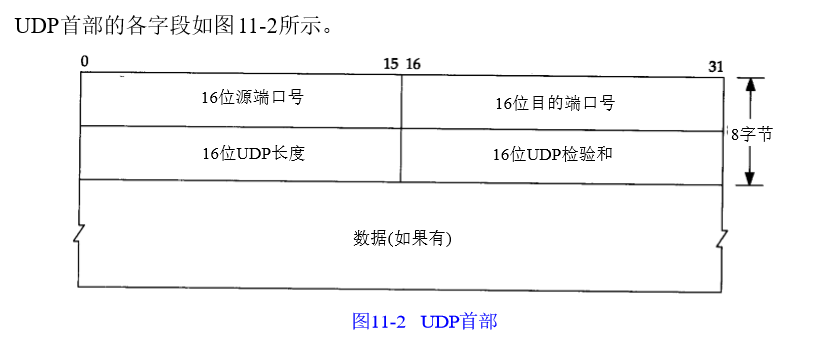 UDP首部的各字段如图11-2所示。
0 15 16 31
16位源端口号 16位目的端口号
8字节
16位UDP长度 16位UDP检验和
数据(如果有)
图11-2 UDP首部